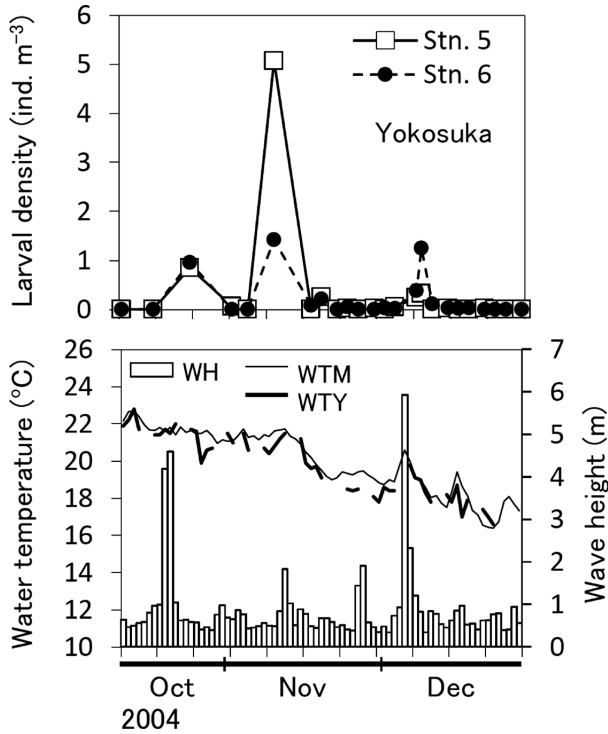 Larval density (ind. m⁻³)
6
5
4
3
2
1
0
Stn. 5
Stn. 6
Yokosuka
Water temperature (°C)
26
24
22
20
18
16
14
12
10
WH
WTM
WTY
7
6
5
4
3
2
1
0
Wave height (m)
Oct
Nov
Dec
2004